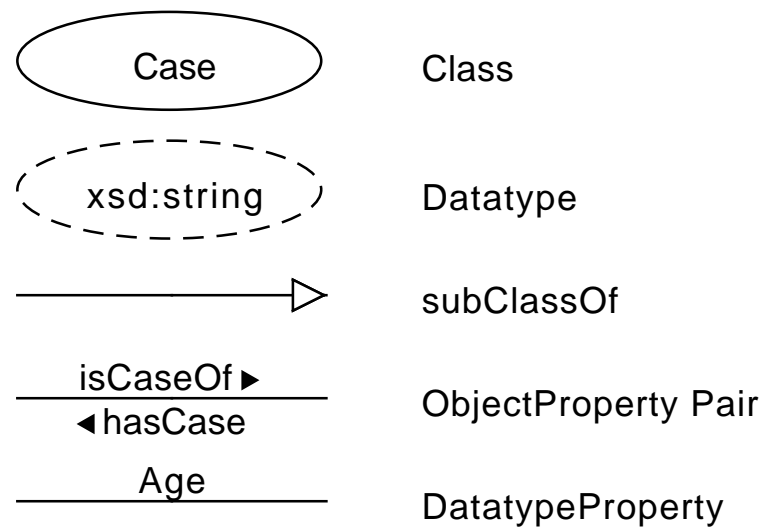 Case Class
xsd:string Datatype
subClassOf
isCaseOf ▶
◀ hasCase
ObjectProperty Pair
Age
DatatypeProperty